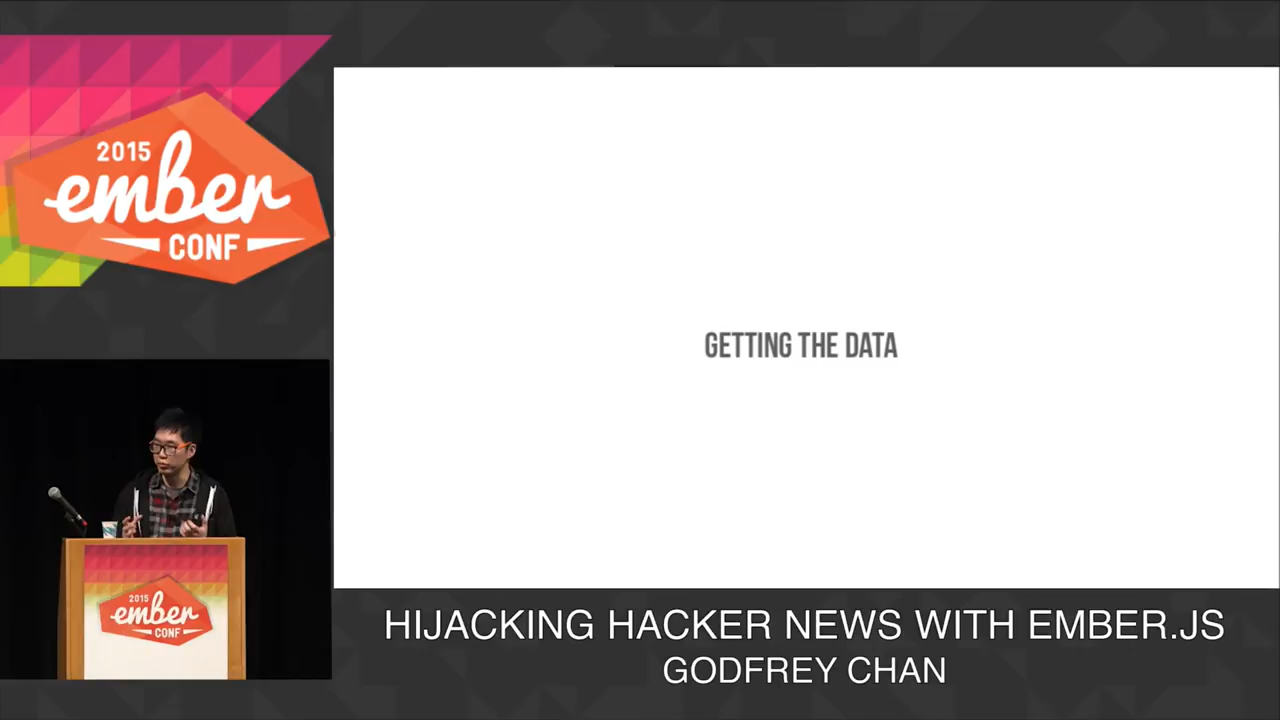 2015
ember
CONF
GETTING THE DATA
2015
ember
CONF
HIJACKING HACKER NEWS WITH EMBER.JS
GODFREY CHAN